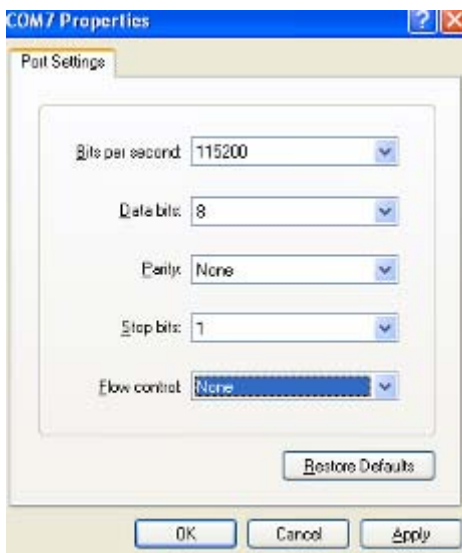 COM7 Properties
Port Settings
Bits per second: 115200
Data bits: 8
Parity: None
Stop bits: 1
Flow control: None
Restore Defaults
OK Cancel Apply